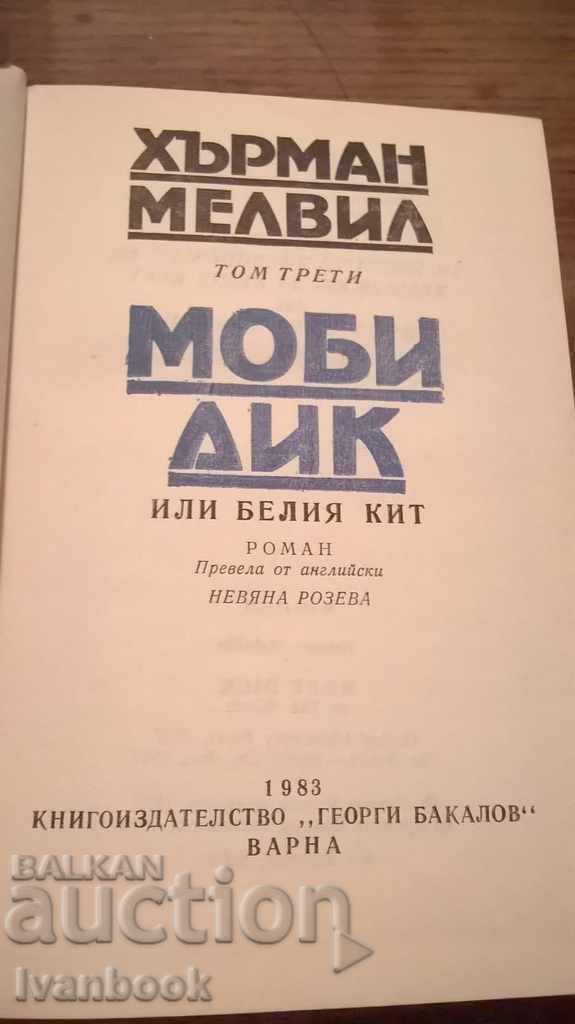 ХЪРМАН
МЕЛВИЛ
ТОМ ТРЕТИ
МОБИ
ДИК
ИЛИ БЕЛИЯ КИТ
РОМАН
Превела от английски
НЕВЯНА РОЗЕВА
1983
КНИГОИЗДАТЕЛСТВО „ГЕОРГИ БАКАЛОВ“
ВАРНА
BALKAN
auction
Ivanbook